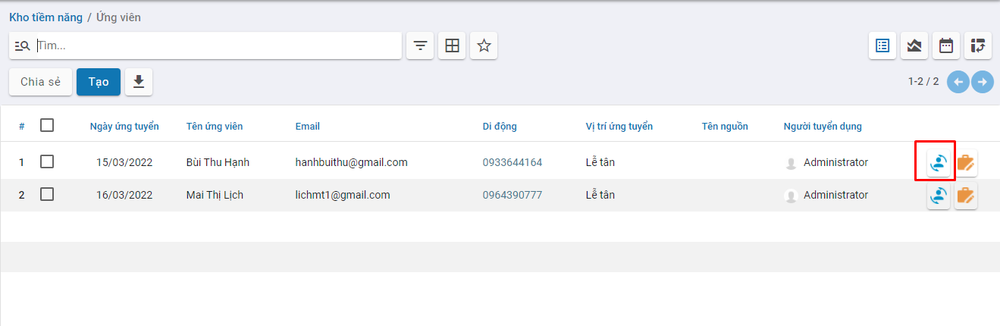 Kho tiềm năng / Ứng viên
Tìm...
Chia sẻ Tạo 1-2 / 2
# Ngày ứng tuyển Tên ứng viên Email Di động Vị trí ứng tuyển Tên nguồn Người tuyển dụng
1 15/03/2022 Bùi Thu Hạnh hanhbuithu@gmail.com 0933644164 Lễ tân Administrator
2 16/03/2022 Mai Thị Lịch lichmt1@gmail.com 0964390777 Lễ tân Administrator